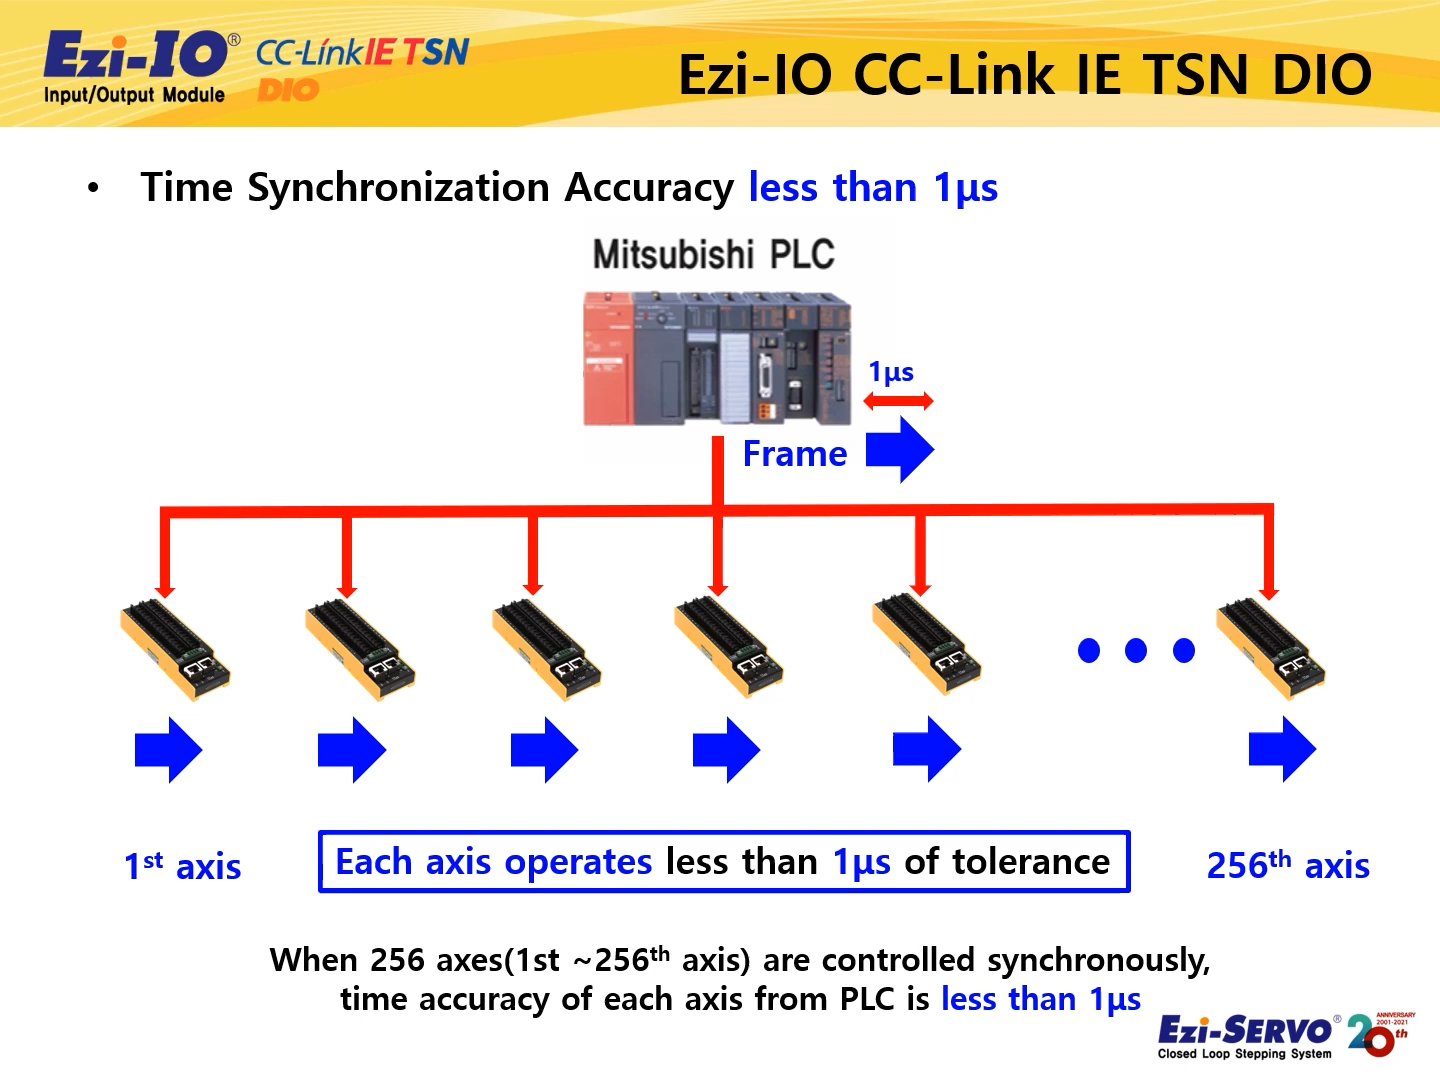 Ezi-IO®
Input/Output Module
CC-Link IE TSN
DIO
Ezi-IO CC-Link IE TSN DIO
• Time Synchronization Accuracy less than 1μs
Mitsubishi PLC
1μs
Frame
1st axis
Each axis operates less than 1μs of tolerance
256th axis
When 256 axes(1st ~256th axis) are controlled synchronously,
time accuracy of each axis from PLC is less than 1μs
Ezi-SERVO®
Closed Loop Stepping System
ANNIVERSARY
2001-2021
20th